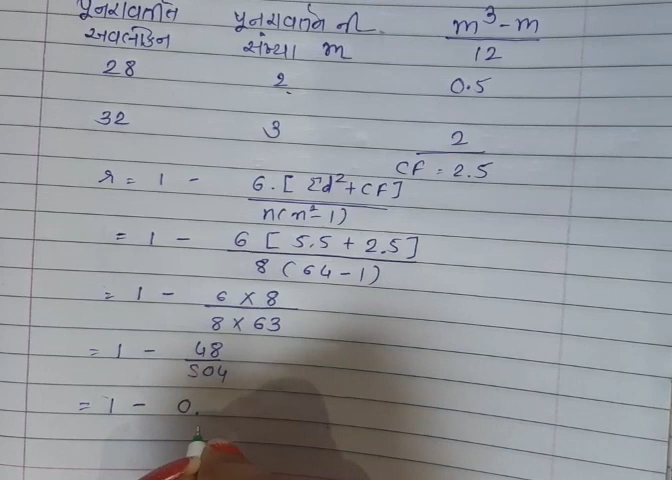 પુનરાવર્તિત પુનરાવર્તનની m³-m
અવલોકન સંખ્યા m 12
28 2 0.5
32 3 2
CF = 2.5
r = 1 - 6.[Σd²+CF]
n(n²-1)
= 1 - 6 [5.5 + 2.5]
8 (64-1)
= 1 - 6 × 8
8 × 63
= 1 - 48
504
= 1 - 0.